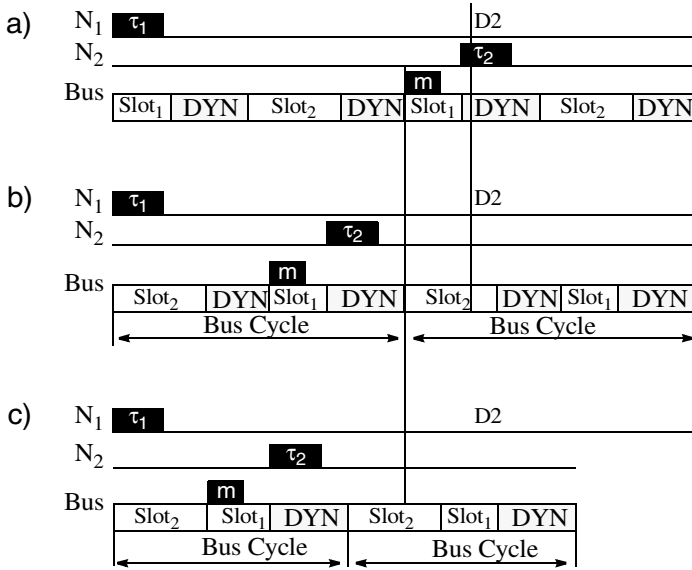 a) N₁ τ₁ D2
N₂ τ₂
m
Bus Slot₁ DYN Slot₂ DYN Slot₁ DYN Slot₂ DYN
b) N₁ τ₁ D2
N₂ τ₂
m
Bus Slot₂ DYN Slot₁ DYN Slot₂ DYN Slot₁ DYN
Bus Cycle Bus Cycle
c) N₁ τ₁ D2
N₂ τ₂
m
Bus Slot₂ Slot₁ DYN Slot₂ Slot₁ DYN
Bus Cycle Bus Cycle